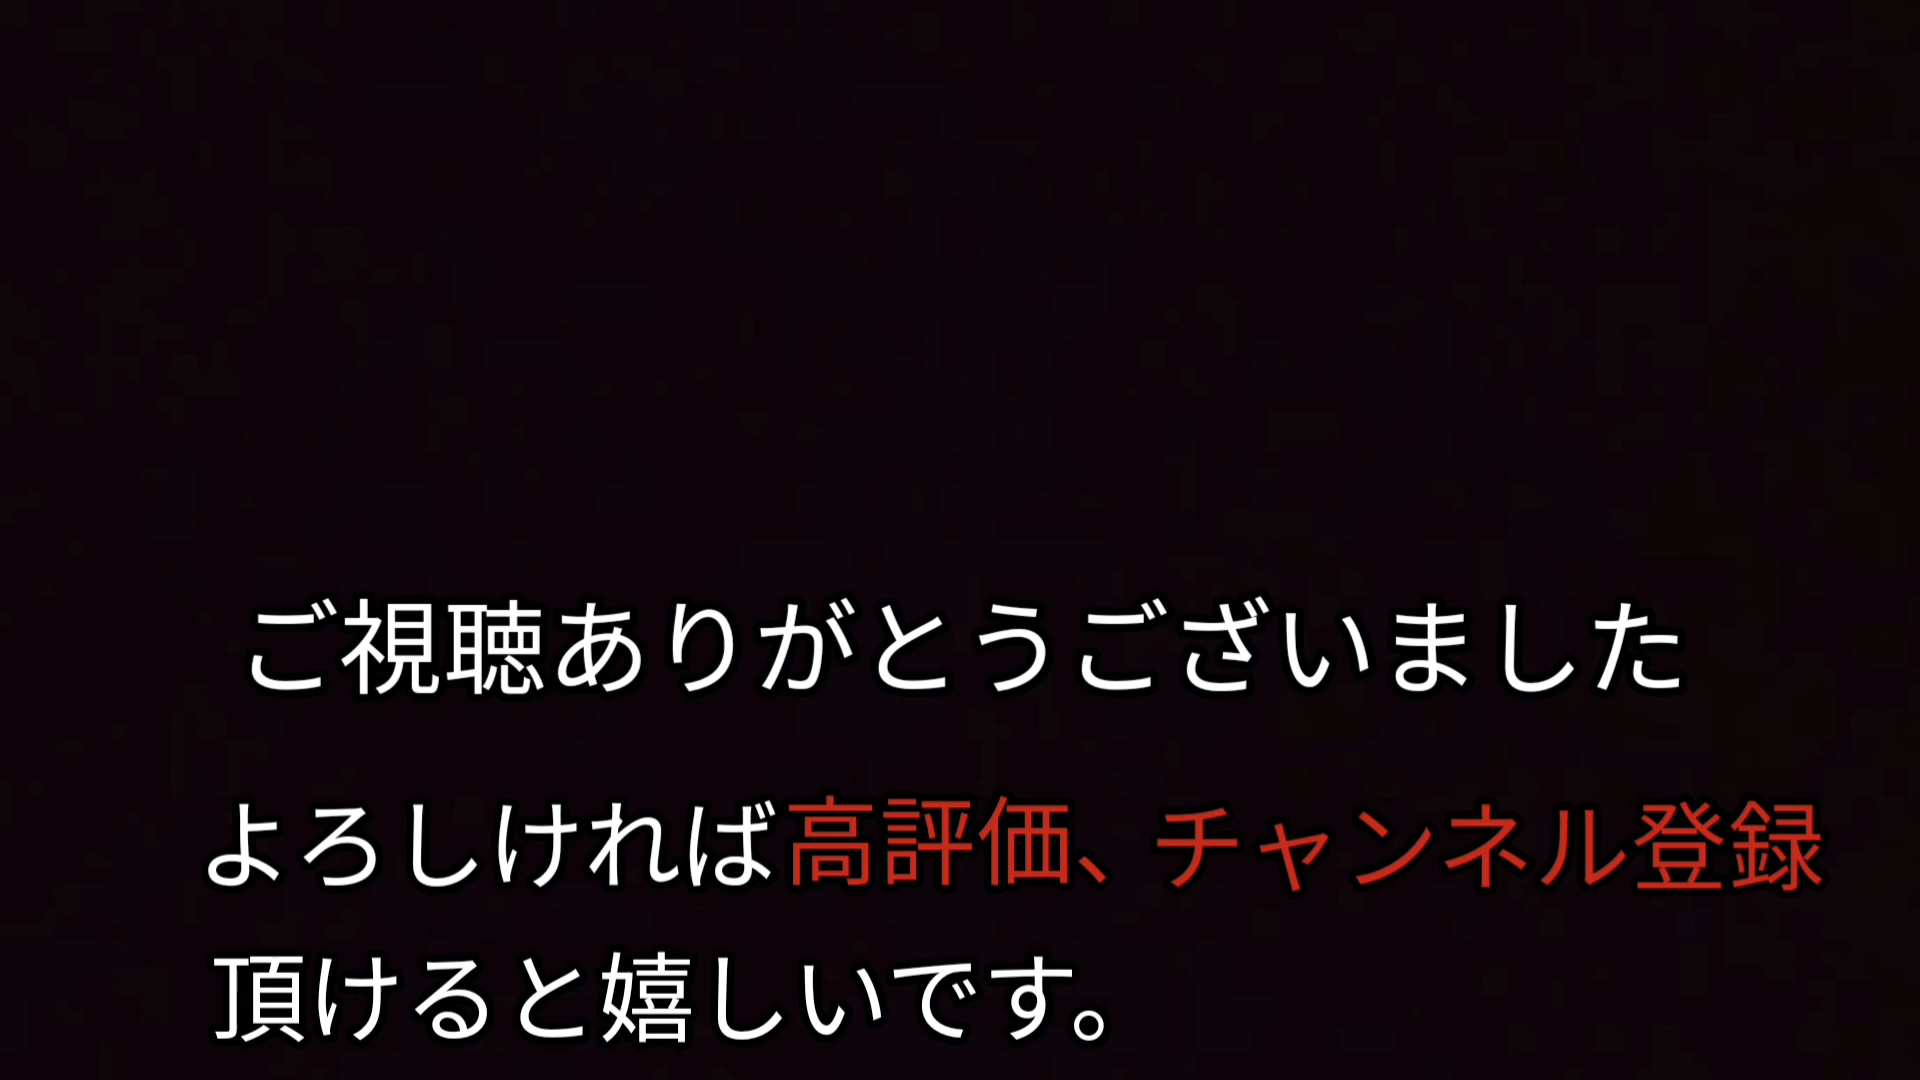 ご視聴ありがとうございました
よろしければ高評価、チャンネル登録
頂けると嬉しいです。